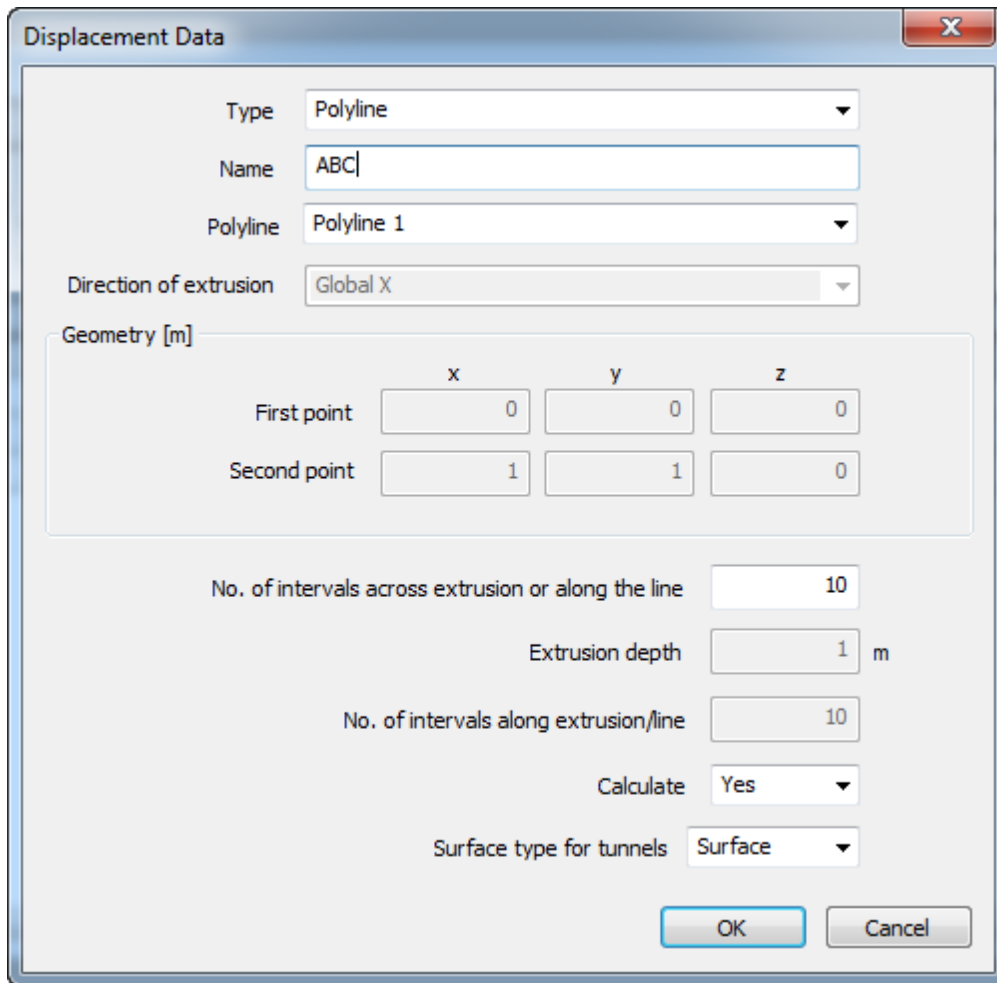 Displacement Data
Type Polyline
Name ABC
Polyline Polyline 1
Direction of extrusion Global X
Geometry [m]
x y z
First point 0 0 0
Second point 1 1 0
No. of intervals across extrusion or along the line 10
Extrusion depth 1 m
No. of intervals along extrusion/line 10
Calculate Yes
Surface type for tunnels Surface
OK Cancel